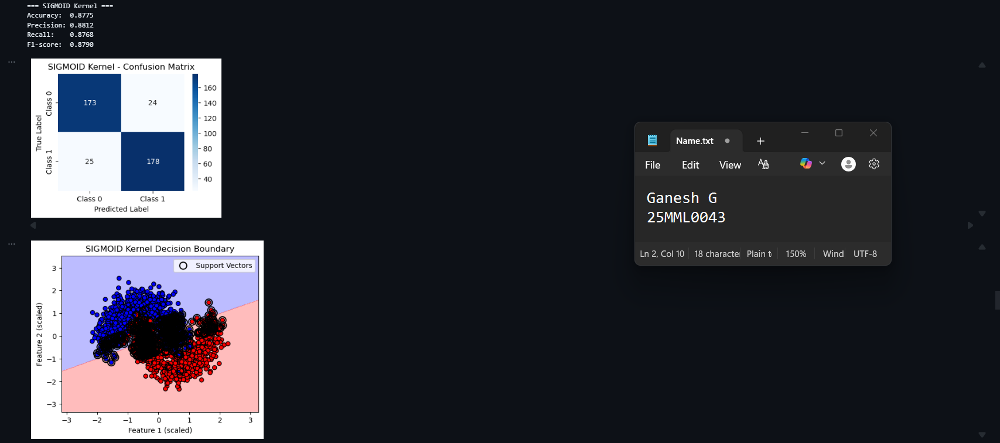 === SIGMOID Kernel ===
Accuracy:  0.8775
Precision: 0.8812
Recall:    0.8768
F1-score:  0.8790
...
SIGMOID Kernel - Confusion Matrix
True Label
Class 0
Class 1
173
24
25
178
160
140
120
100
80
60
40
Class 0
Class 1
Predicted Label
...
SIGMOID Kernel Decision Boundary
Support Vectors
Feature 2 (scaled)
3
2
1
0
−1
−2
−3
−3
−2
−1
0
1
2
3
Feature 1 (scaled)
Name.txt
File
Edit
View
Ganesh G
25MML0043
Ln 2, Col 10
18 characte
Plain t
150%
Wind
UTF-8